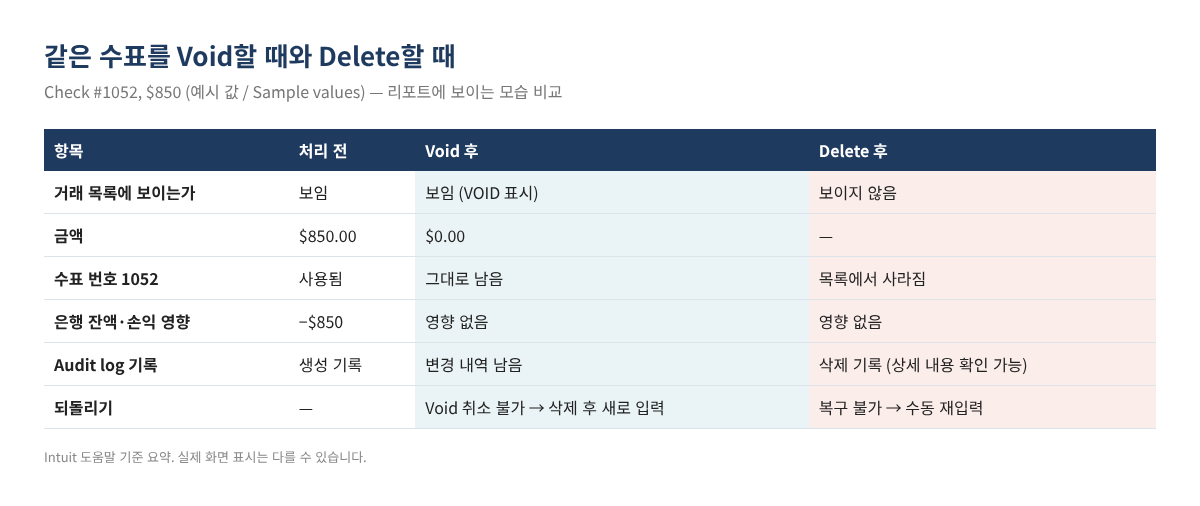 같은 수표를 Void할 때와 Delete할 때
Check #1052, $850 (예시 값 / Sample values) — 리포트에 보이는 모습 비교
항목 처리 전 Void 후 Delete 후
거래 목록에 보이는가 보임 보임 (VOID 표시) 보이지 않음
금액 $850.00 $0.00 —
수표 번호 1052 사용됨 그대로 남음 목록에서 사라짐
은행 잔액·손익 영향 −$850 영향 없음 영향 없음
Audit log 기록 생성 기록 변경 내역 남음 삭제 기록 (상세 내용 확인 가능)
되돌리기 — Void 취소 불가 → 삭제 후 새로 입력 복구 불가 → 수동 재입력
Intuit 도움말 기준 요약. 실제 화면 표시는 다를 수 있습니다.